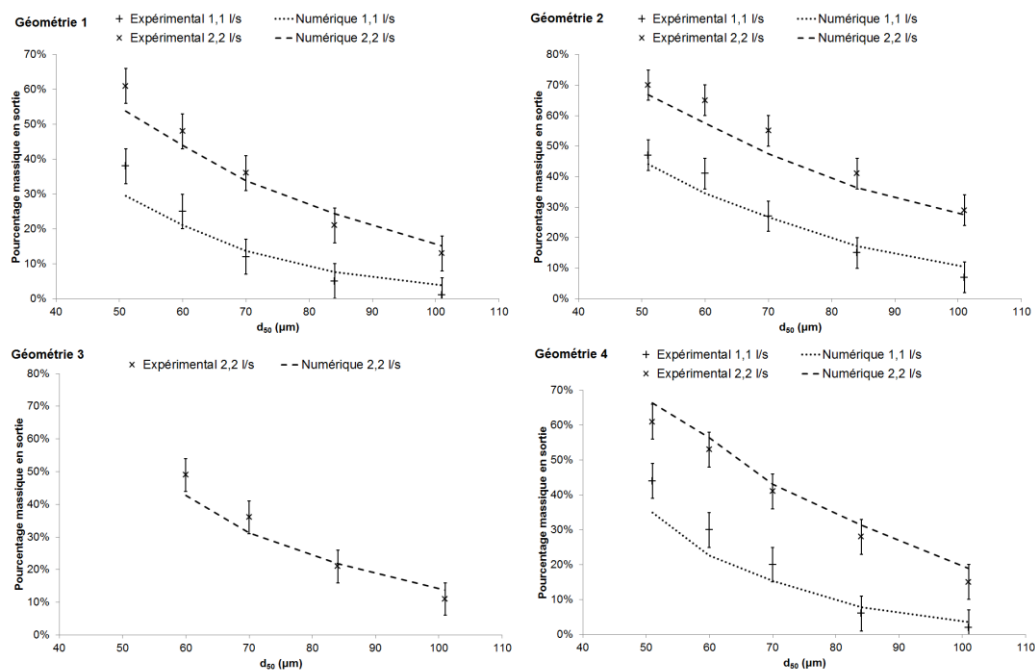 Géométrie 1
+ Expérimental 1,1 l/s ........ Numérique 1,1 l/s
× Expérimental 2,2 l/s – – – Numérique 2,2 l/s
Pourcentage massique en sortie
70%
60%
50%
40%
30%
20%
10%
0%
40 50 60 70 80 90 100 110
d₅₀ (µm)
Géométrie 2
+ Expérimental 1,1 l/s ........ Numérique 1,1 l/s
× Expérimental 2,2 l/s – – – Numérique 2,2 l/s
Pourcentage massique en sortie
80%
70%
60%
50%
40%
30%
20%
10%
0%
40 50 60 70 80 90 100 110
d₅₀ (µm)
Géométrie 3
× Expérimental 2,2 l/s – – – Numérique 2,2 l/s
Pourcentage massique en sortie
80%
70%
60%
50%
40%
30%
20%
10%
0%
40 50 60 70 80 90 100 110
d₅₀ (µm)
Géométrie 4
+ Expérimental 1,1 l/s ........ Numérique 1,1 l/s
× Expérimental 2,2 l/s – – – Numérique 2,2 l/s
Pourcentage massique en sortie
70%
60%
50%
40%
30%
20%
10%
0%
40 50 60 70 80 90 100 110
d₅₀ (µm)